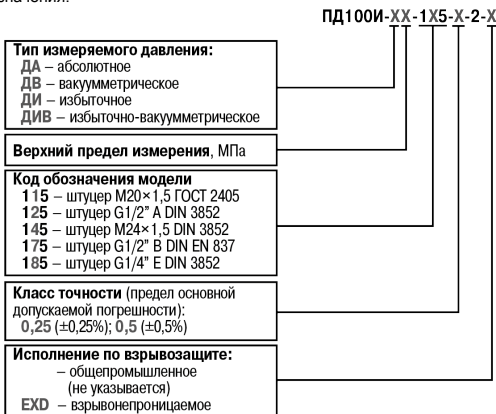 значения.
ПД100И-ХХ-1Х5-Х-2-Х
Тип измеряемого давления:
ДА – абсолютное
ДВ – вакуумметрическое
ДИ – избыточное
ДИВ – избыточно-вакуумметрическое
Верхний предел измерения, МПа
Код обозначения модели
115 – штуцер М20×1,5 ГОСТ 2405
125 – штуцер G1/2” A DIN 3852
145 – штуцер М24×1,5 DIN 3852
175 – штуцер G1/2” B DIN EN 837
185 – штуцер G1/4” E DIN 3852
Класс точности (предел основной
допускаемой погрешности):
0,25 (±0,25%); 0,5 (±0,5%)
Исполнение по взрывозащите:
– общепромышленное
(не указывается)
EXD – взрывонепроницаемое